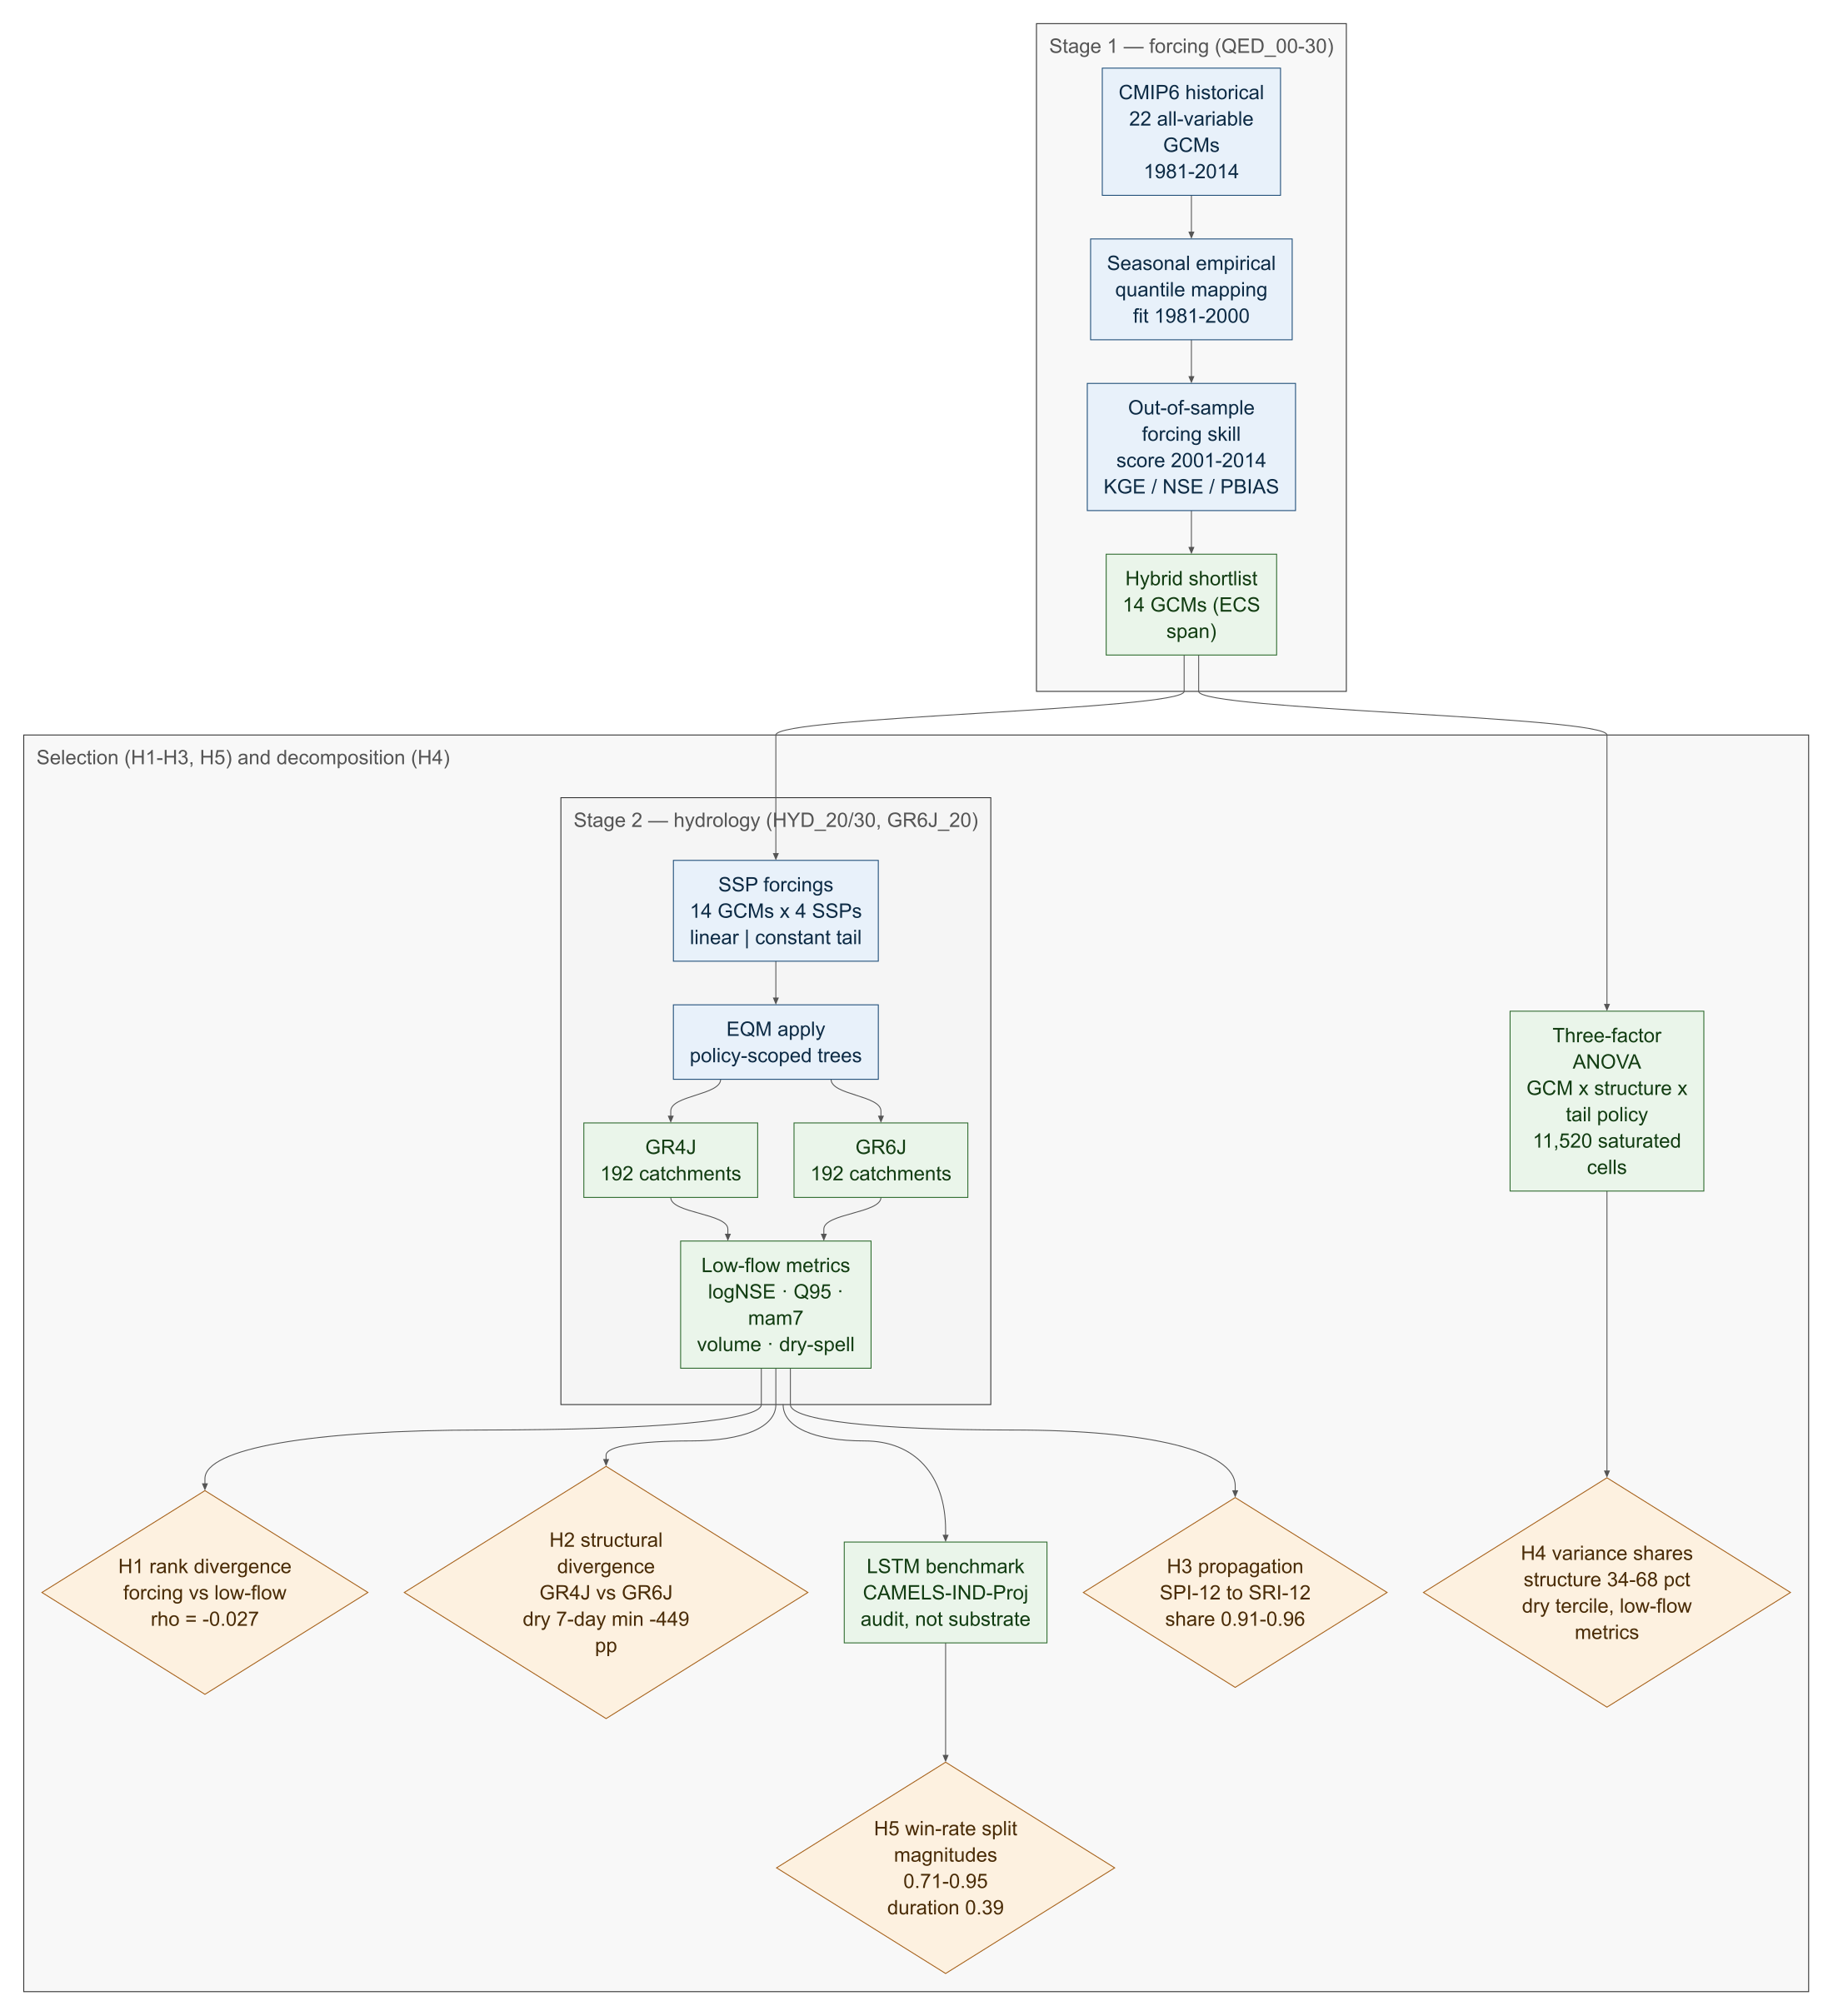 Stage 1 — forcing (QED_00-30)
CMIP6 historical
22 all-variable
GCMs
1981-2014
Seasonal empirical
quantile mapping
fit 1981-2000
Out-of-sample
forcing skill
score 2001-2014
KGE / NSE / PBIAS
Hybrid shortlist
14 GCMs (ECS
span)
Selection (H1-H3, H5) and decomposition (H4)
Stage 2 — hydrology (HYD_20/30, GR6J_20)
SSP forcings
14 GCMs x 4 SSPs
linear | constant tail
EQM apply
policy-scoped trees
GR4J
192 catchments
GR6J
192 catchments
Low-flow metrics
logNSE · Q95 ·
mam7
volume · dry-spell
Three-factor
ANOVA
GCM x structure x
tail policy
11,520 saturated
cells
H1 rank divergence
forcing vs low-flow
rho = -0.027
H2 structural
divergence
GR4J vs GR6J
dry 7-day min -449
pp
LSTM benchmark
CAMELS-IND-Proj
audit, not substrate
H3 propagation
SPI-12 to SRI-12
share 0.91-0.96
H4 variance shares
structure 34-68 pct
dry tercile, low-flow
metrics
H5 win-rate split
magnitudes
0.71-0.95
duration 0.39